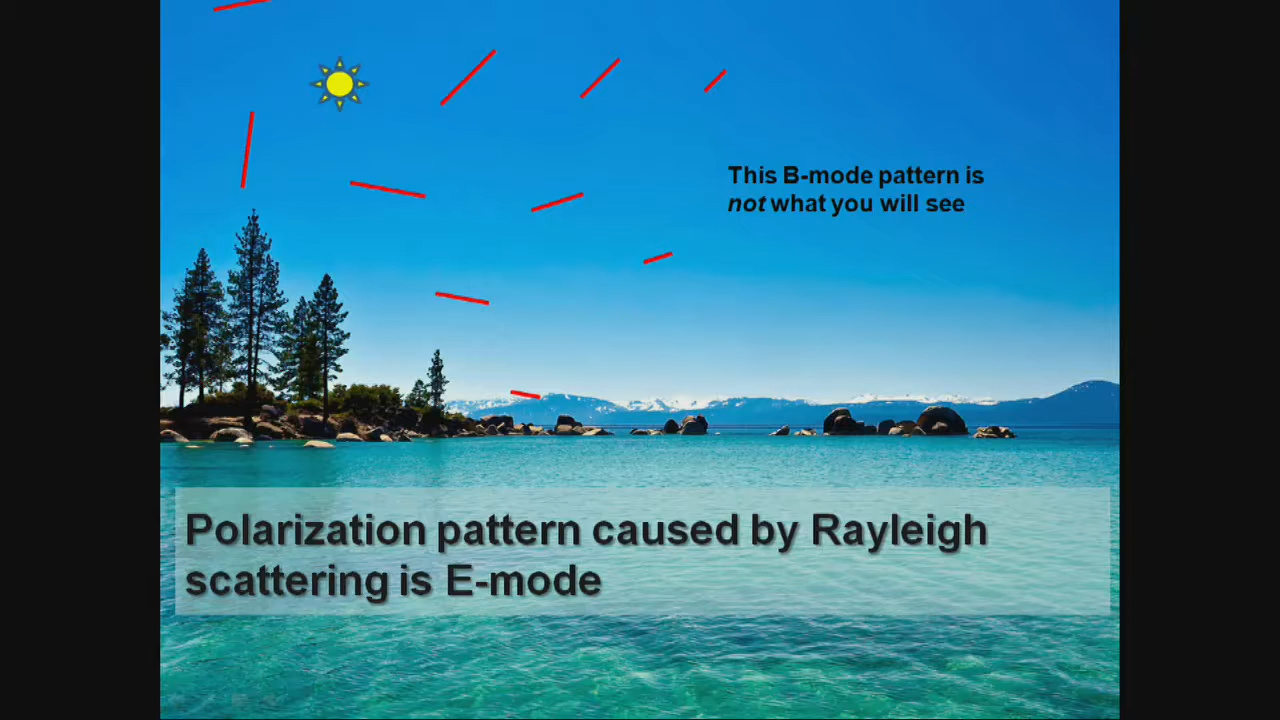 This B-mode pattern is
not what you will see
Polarization pattern caused by Rayleigh
scattering is E-mode